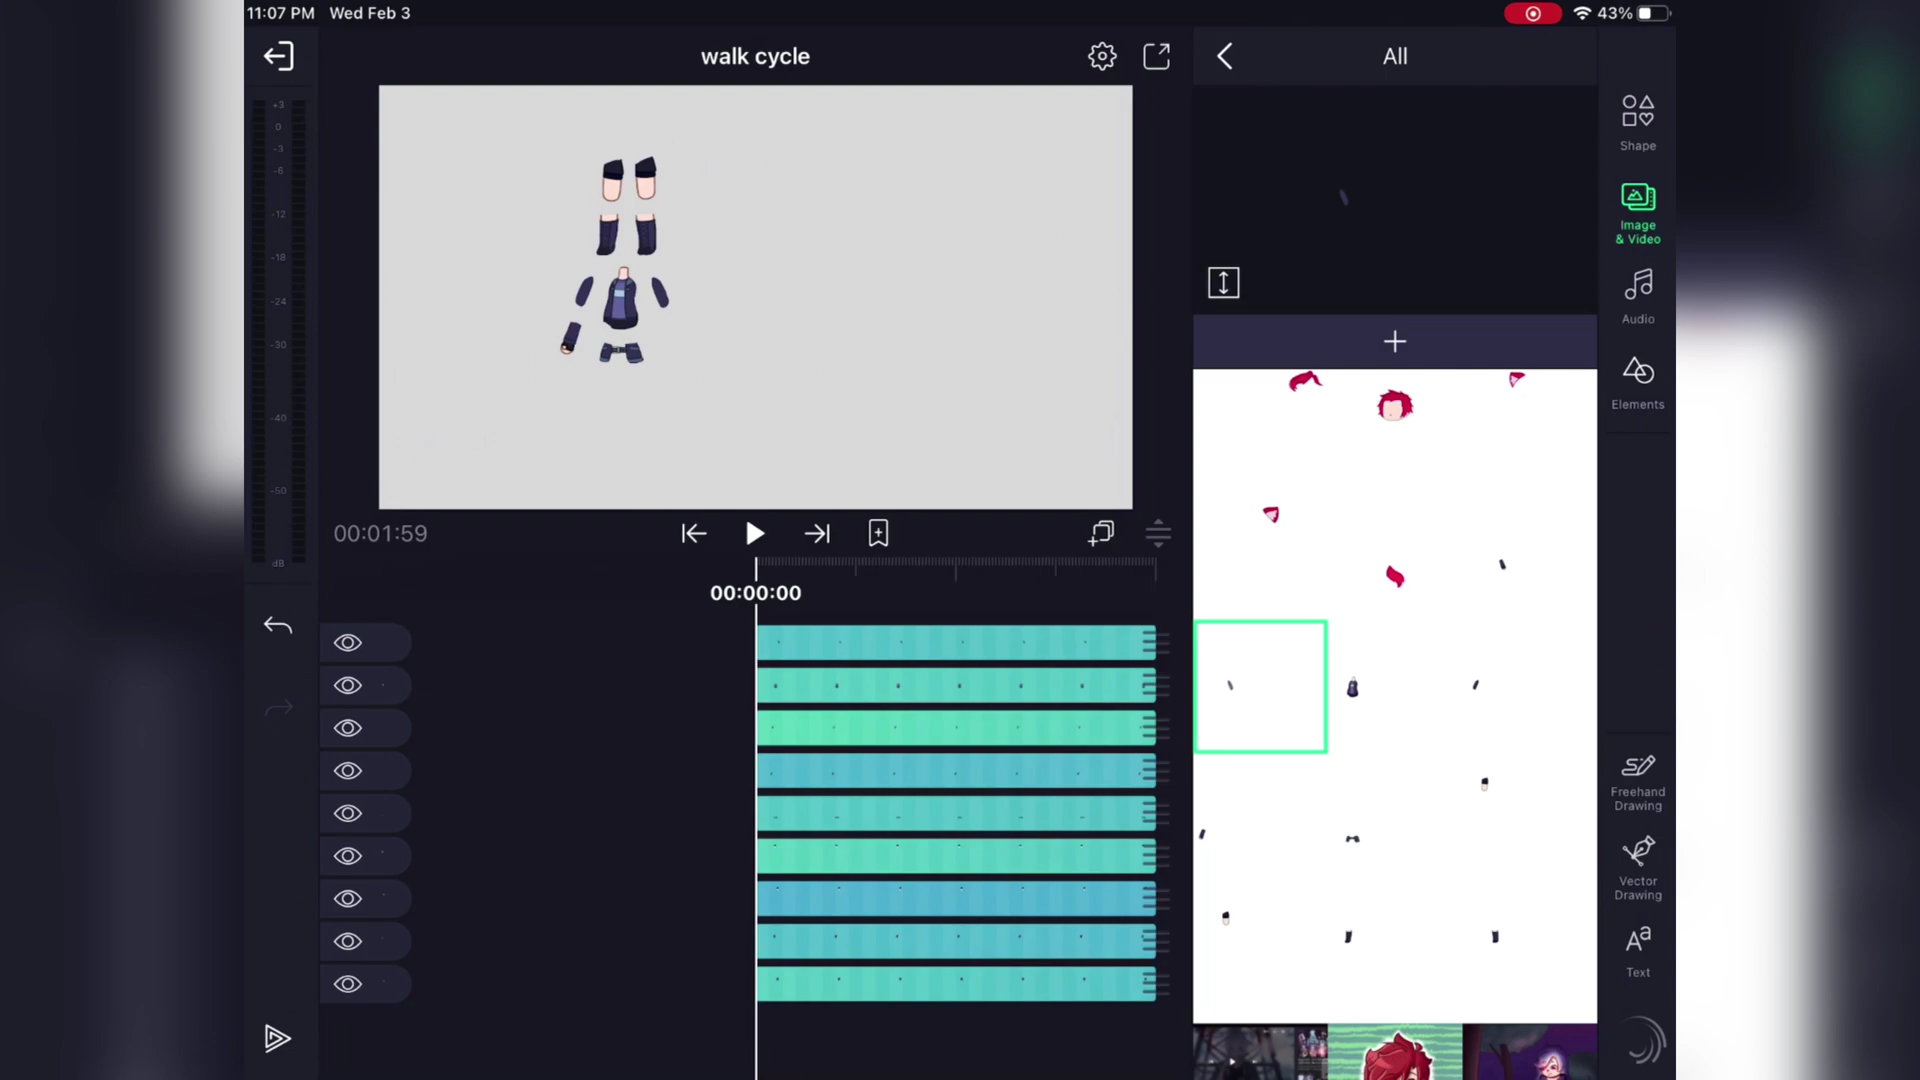 11:07 PM Wed Feb 3
43%
walk cycle
All
+3
0
-3
-6
-12
-18
-24
-30
-40
-50
dB
Shape
Image
& Video
Audio
Elements
Freehand
Drawing
Vector
Drawing
Aa
Text
00:01:59
00:00:00